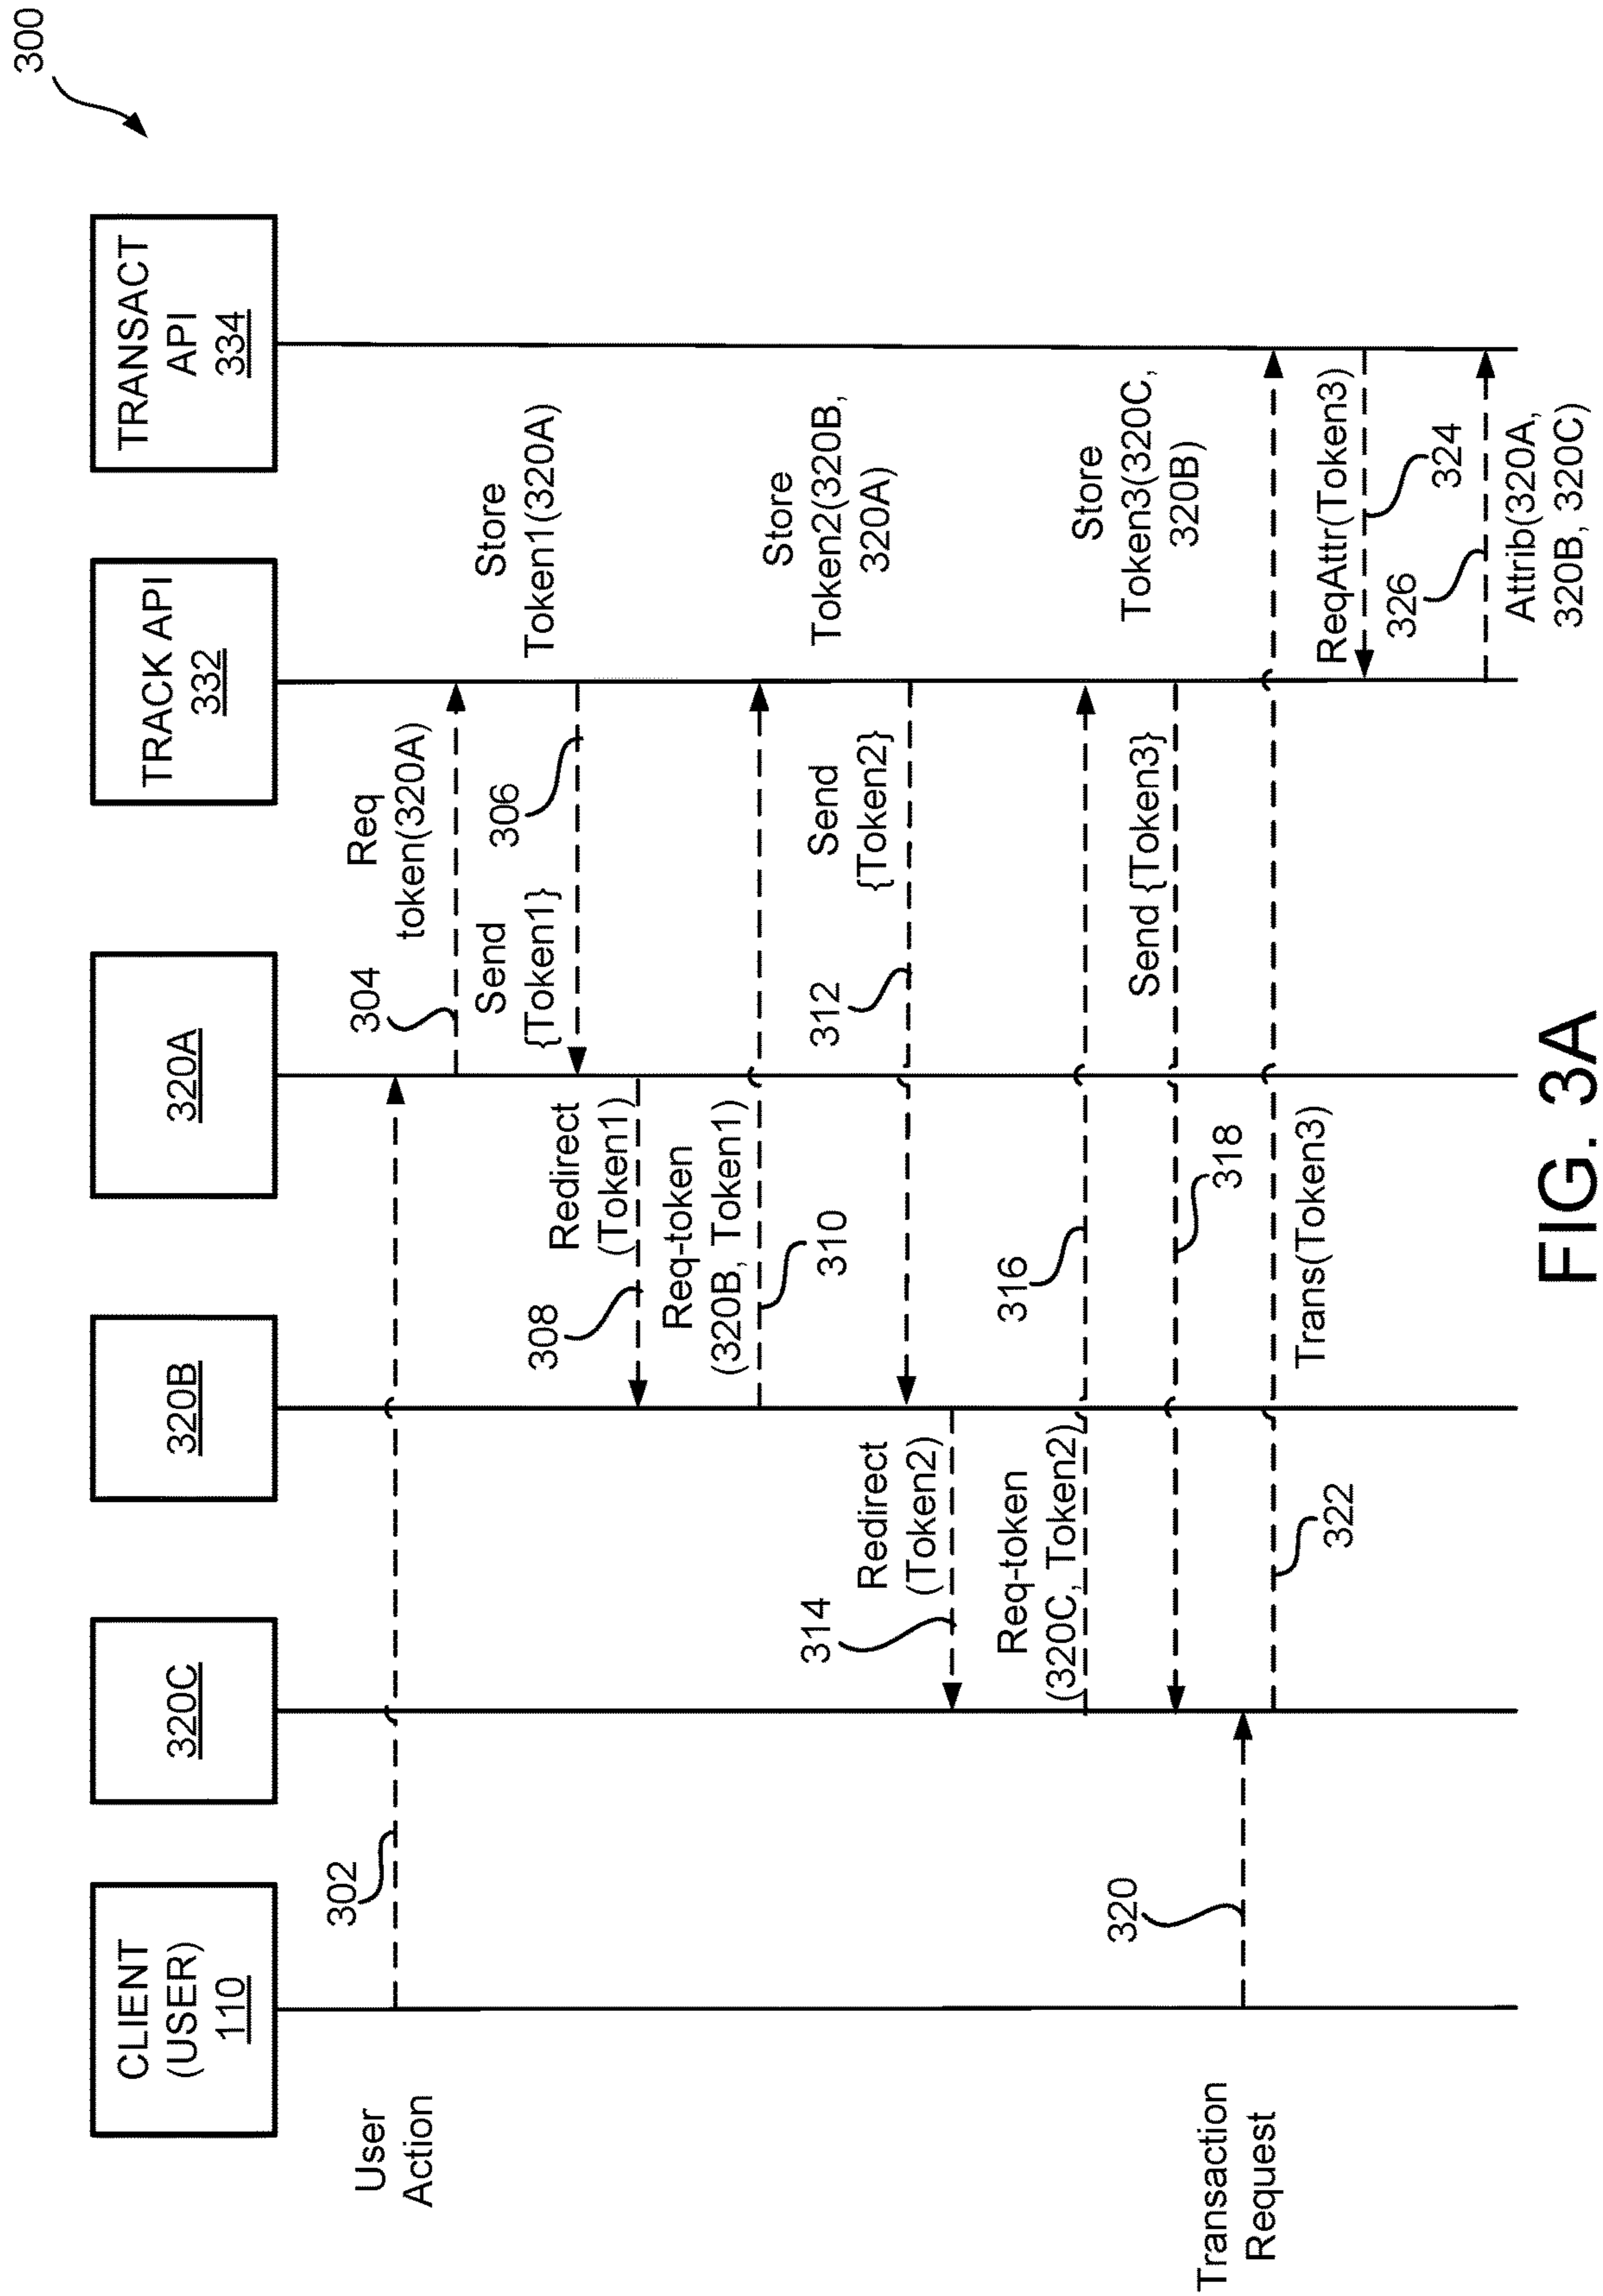 300
CLIENT
(USER)
110
320C
320B
320A
TRACK API
332
TRANSACT
API
334
User
Action
302
304
Req
token(320A)
Send
{Token1}
306
Store
Token1(320A)
308
Redirect
(Token1)
Req-token
(320B, Token1)
310
Store
Token2(320B,
320A)
312
Send
{Token2}
314
Redirect
(Token2)
Req-token
(320C, Token2)
316
Store
Token3(320C,
320B)
Send {Token3}
318
Transaction
Request
320
322
Trans(Token3)
ReqAttr(Token3)
324
326
Attrib(320A,
320B, 320C)
FIG. 3A